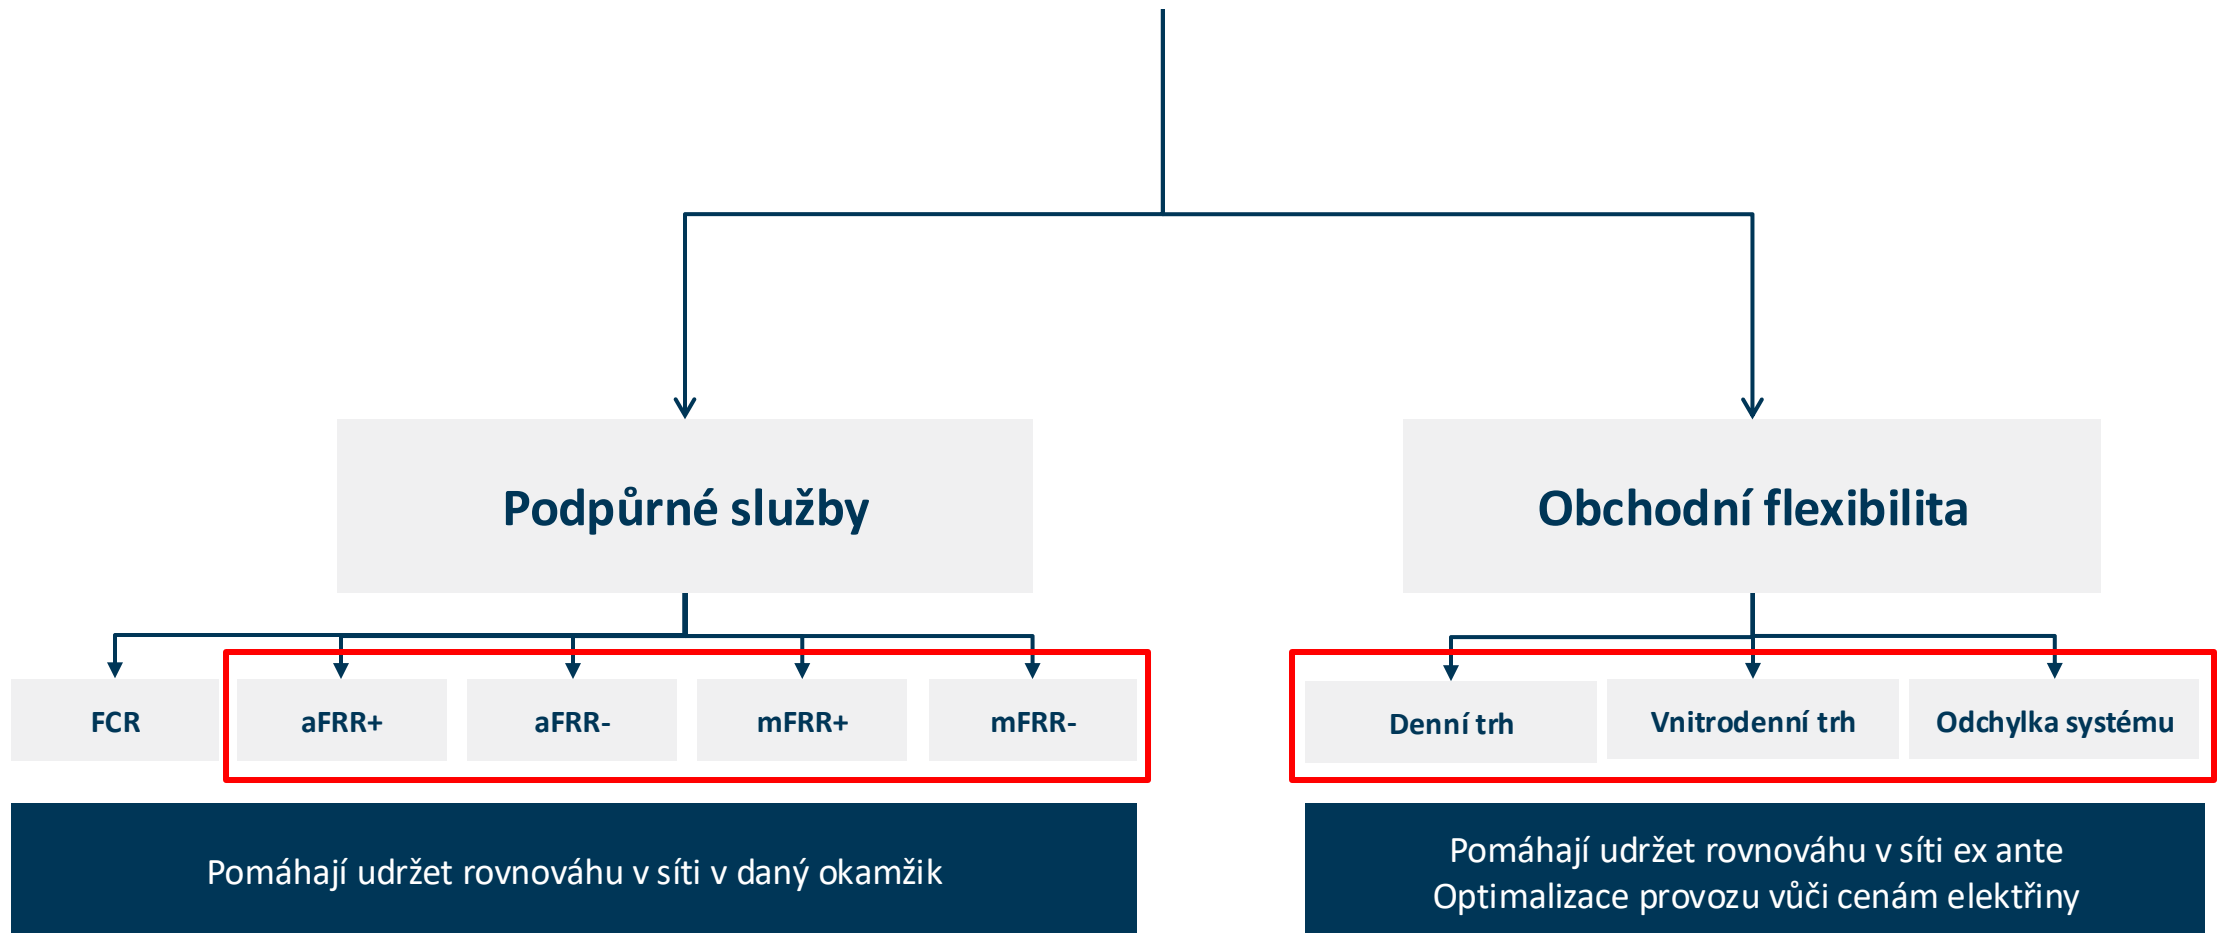 Podpůrné služby
Obchodní flexibilita
FCR
aFRR+
aFRR-
mFRR+
mFRR-
Denní trh
Vnitrodenní trh
Odchylka systému
Pomáhají udržet rovnováhu v síti v daný okamžik
Pomáhají udržet rovnováhu v síti ex ante
Optimalizace provozu vůči cenám elektřiny